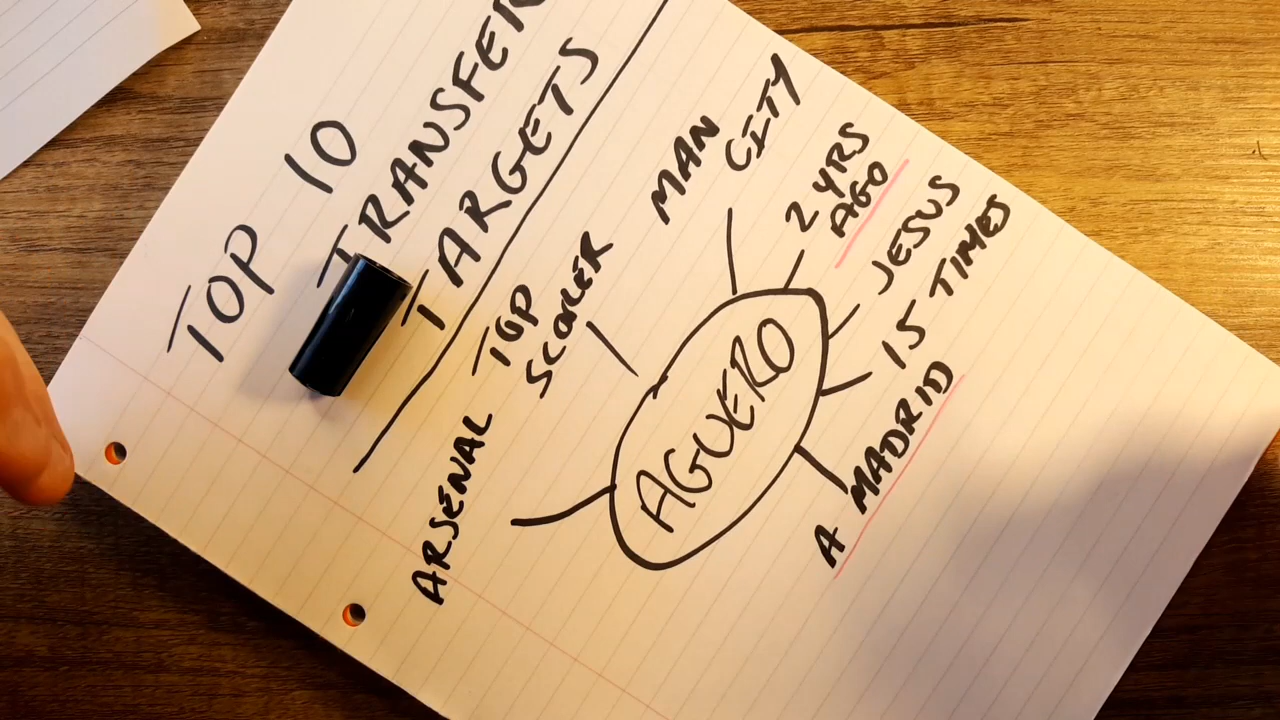 TOP 10
TRANSFER
TARGETS
MAN
CITY
2 YRS
AGO
JESUS
15 TIMES
A MADRID
TOP
SCORER
ARSENAL
AGUERO